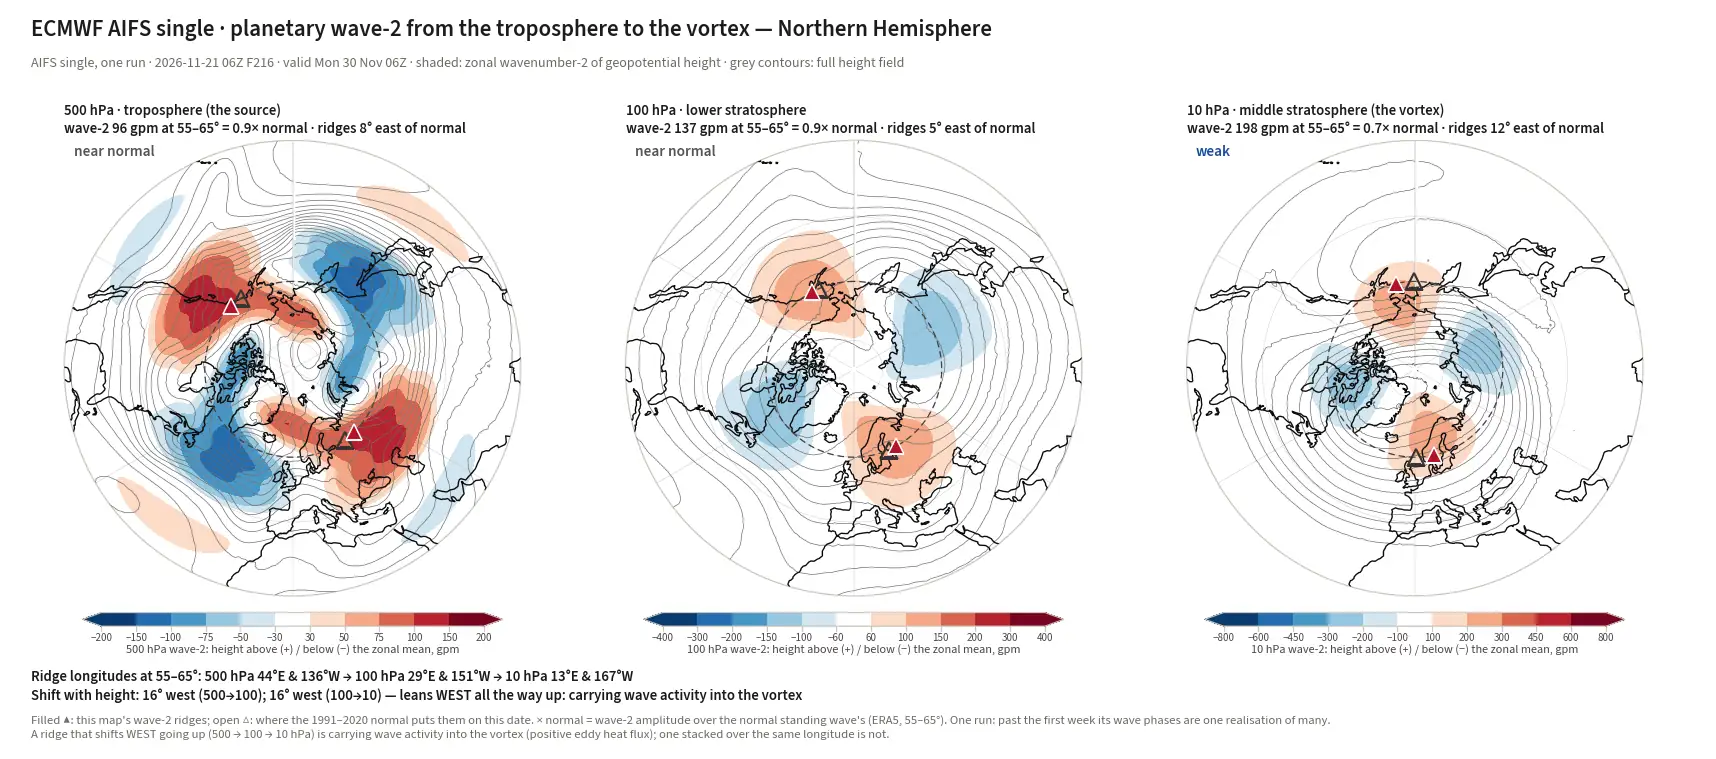 ECMWF AIFS single · planetary wave-2 from the troposphere to the vortex — Northern Hemisphere
AIFS single, one run · 2026-11-21 06Z F216 · valid Mon 30 Nov 06Z · shaded: zonal wavenumber-2 of geopotential height · grey contours: full height field
500 hPa · troposphere (the source)
wave-2 96 gpm at 55–65° = 0.9× normal · ridges 8° east of normal
near normal
100 hPa · lower stratosphere
wave-2 137 gpm at 55–65° = 0.9× normal · ridges 5° east of normal
near normal
10 hPa · middle stratosphere (the vortex)
wave-2 198 gpm at 55–65° = 0.7× normal · ridges 12° east of normal
weak
−200 −150 −100 −75 −50 −30 30 50 75 100 150 200
500 hPa wave-2: height above (+) / below (−) the zonal mean, gpm
−400 −300 −200 −150 −100 −60 60 100 150 200 300 400
100 hPa wave-2: height above (+) / below (−) the zonal mean, gpm
−800 −600 −450 −300 −200 −100 100 200 300 450 600 800
10 hPa wave-2: height above (+) / below (−) the zonal mean, gpm
Ridge longitudes at 55–65°: 500 hPa 44°E & 136°W → 100 hPa 29°E & 151°W → 10 hPa 13°E & 167°W
Shift with height: 16° west (500→100); 16° west (100→10) — leans WEST all the way up: carrying wave activity into the vortex
Filled ▲: this map's wave-2 ridges; open △: where the 1991–2020 normal puts them on this date. × normal = wave-2 amplitude over the normal standing wave's (ERA5, 55–65°). One run: past the first week its wave phases are one realisation of many.
A ridge that shifts WEST going up (500 → 100 → 10 hPa) is carrying wave activity into the vortex (positive eddy heat flux); one stacked over the same longitude is not.